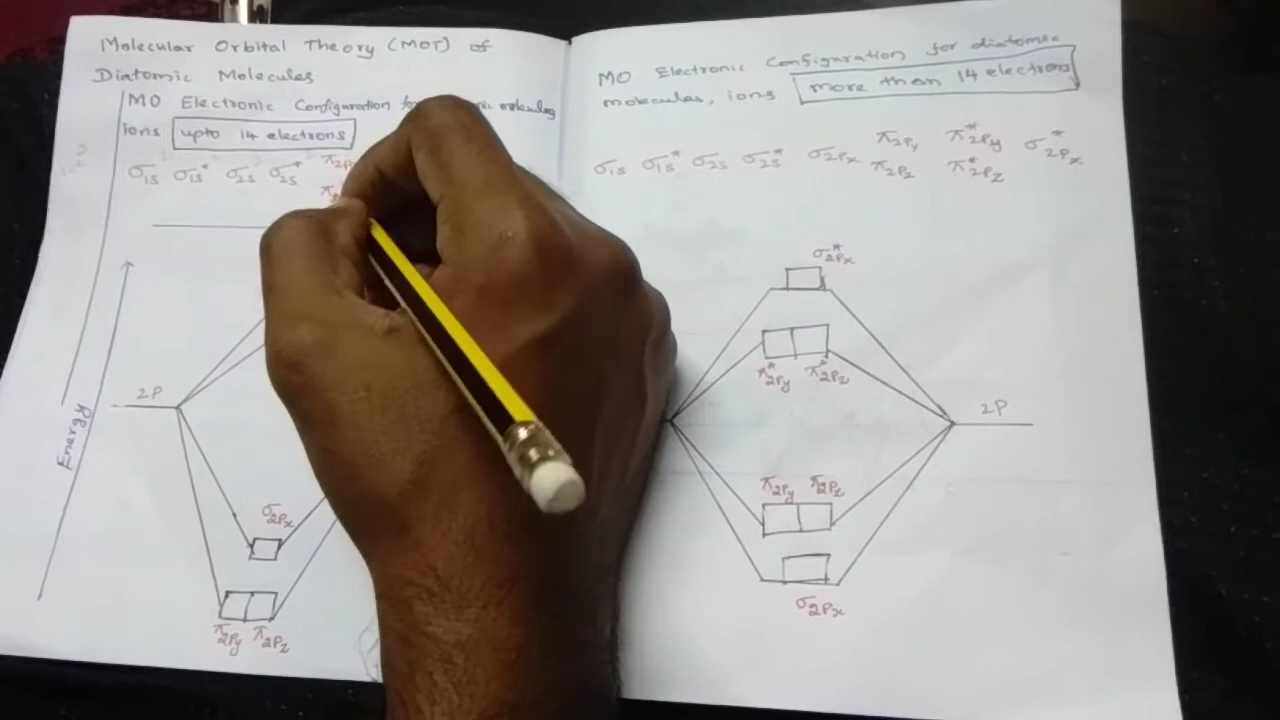 Molecular Orbital Theory (MOT) of
Diatomic Molecules
MO Electronic Configuration
ions upto 14 electrons
σ1s σ1s* σ2s σ2s* π2p
Energy
2P
σ2Px
π2Py π2Pz
MO Electronic Configuration for diatomic
molecules, ions more than 14 electrons
π2Py π*2Py
σ1s σ1s* σ2s σ2s* σ2Px σ*2Px
π2Pz π*2Pz
σ*2Px
π*2Py π*2Pz
2P
π2Py π2Pz
σ2Px